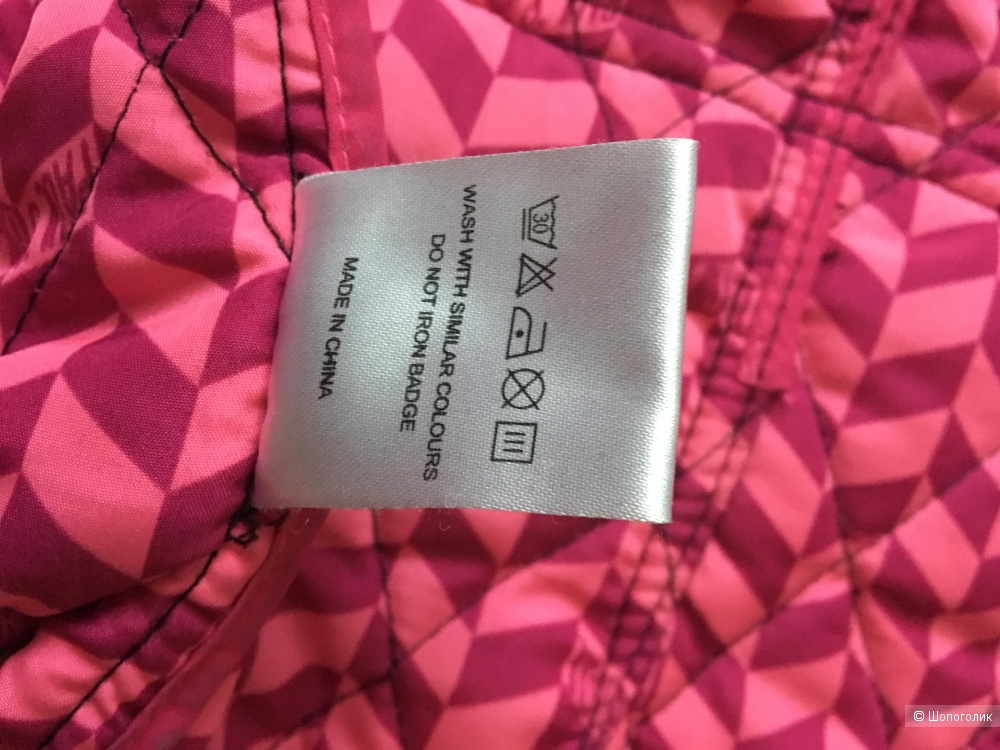 30
WASH WITH SIMILAR COLOURS
DO NOT IRON BADGE
MADE IN CHINA
© Шопоголик